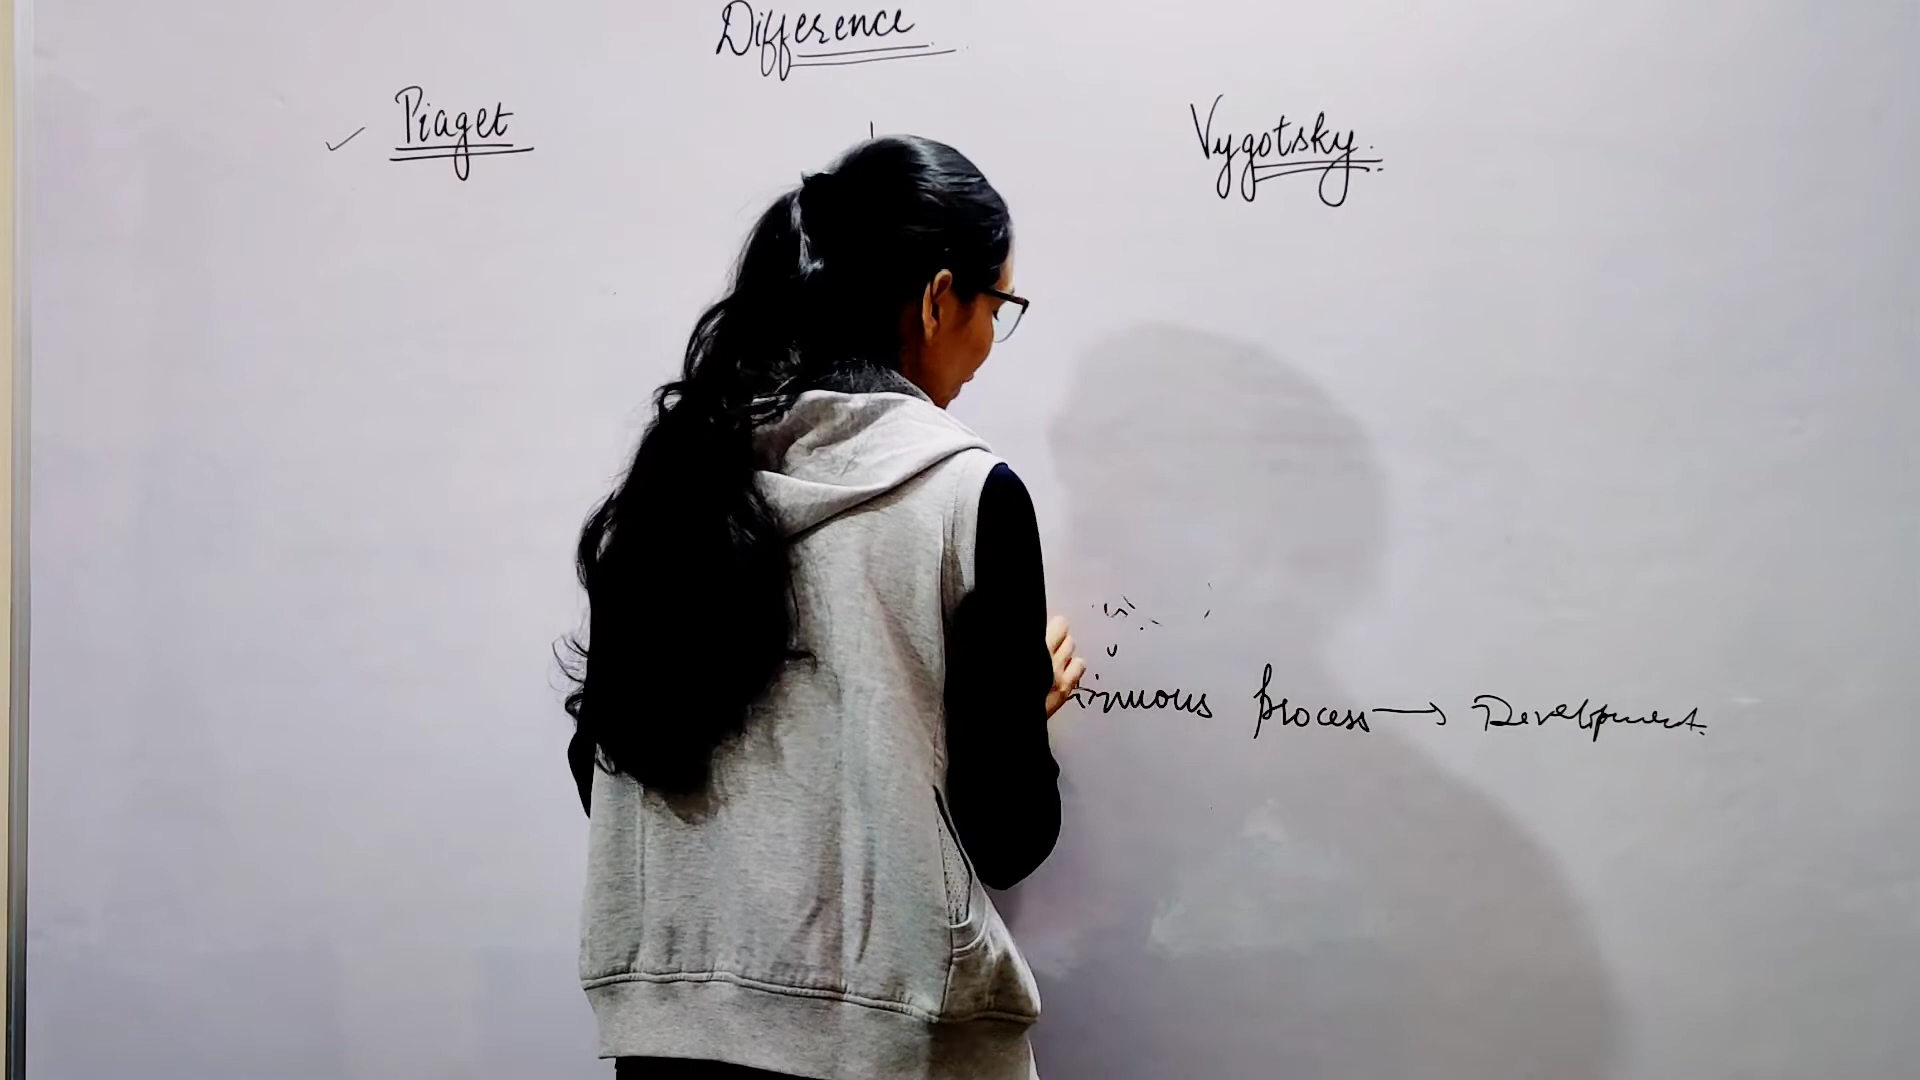 Difference
Piaget
Vygotsky.
Process → Development.